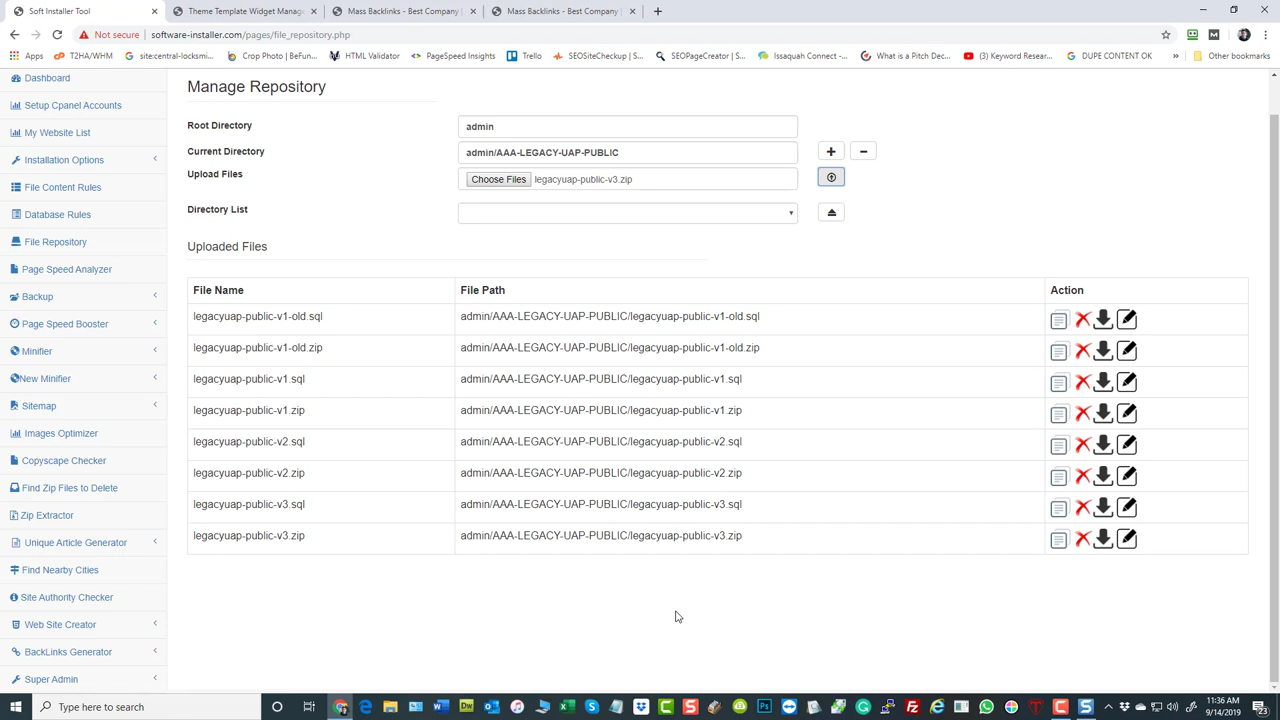 Soft Installer Tool
Theme Template Widget Manage
Mass Backlinks - Best Company |
Mass Backlinks - Best Company |
Not secure | software-installer.com/pages/file_repository.php
Apps
T2HA/WHM
sitecentral-locksmi...
Crop Photo | BeFun...
HTML Validator
PageSpeed Insights
Trello
SEOSiteCheckup | S...
SEOPageCreator | S...
Issaquah Connect -...
What is a Pitch Dec...
(3) Keyword Resear...
DUPE CONTENT OK
»
Other bookmarks
Dashboard
Setup Cpanel Accounts
My Website List
Installation Options
File Content Rules
Database Rules
File Repository
Page Speed Analyzer
Backup
Page Speed Booster
Minifier
New Minifier
Sitemap
Images Optimizer
Copyscape Checker
Find Zip Files to Delete
Zip Extractor
Unique Article Generator
Find Nearby Cities
Site Authority Checker
Web Site Creator
BackLinks Generator
Super Admin
Manage Repository
Root Directory admin
Current Directory admin/AAA-LEGACY-UAP-PUBLIC
Upload Files Choose Files legacyuap-public-v3.zip
Directory List
Uploaded Files
File Name File Path Action
legacyuap-public-v1-old.sql admin/AAA-LEGACY-UAP-PUBLIC/legacyuap-public-v1-old.sql
legacyuap-public-v1-old.zip admin/AAA-LEGACY-UAP-PUBLIC/legacyuap-public-v1-old.zip
legacyuap-public-v1.sql admin/AAA-LEGACY-UAP-PUBLIC/legacyuap-public-v1.sql
legacyuap-public-v1.zip admin/AAA-LEGACY-UAP-PUBLIC/legacyuap-public-v1.zip
legacyuap-public-v2.sql admin/AAA-LEGACY-UAP-PUBLIC/legacyuap-public-v2.sql
legacyuap-public-v2.zip admin/AAA-LEGACY-UAP-PUBLIC/legacyuap-public-v2.zip
legacyuap-public-v3.sql admin/AAA-LEGACY-UAP-PUBLIC/legacyuap-public-v3.sql
legacyuap-public-v3.zip admin/AAA-LEGACY-UAP-PUBLIC/legacyuap-public-v3.zip
Type here to search
11:36 AM
9/14/2019